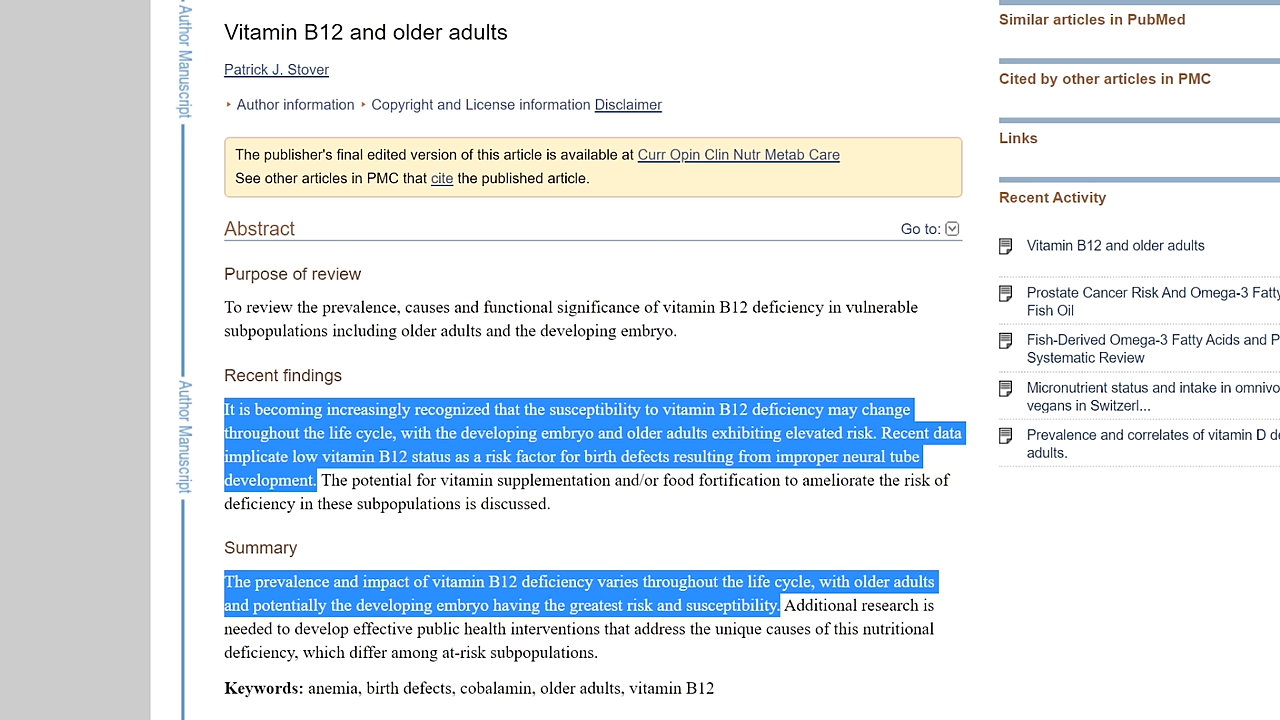 Author Manuscript
Author Manuscript
Vitamin B12 and older adults
Patrick J. Stover
Author information Copyright and License information Disclaimer
The publisher's final edited version of this article is available at Curr Opin Clin Nutr Metab Care
See other articles in PMC that cite the published article.
Abstract
Go to:
Purpose of review
To review the prevalence, causes and functional significance of vitamin B12 deficiency in vulnerable
subpopulations including older adults and the developing embryo.
Recent findings
It is becoming increasingly recognized that the susceptibility to vitamin B12 deficiency may change
throughout the life cycle, with the developing embryo and older adults exhibiting elevated risk. Recent data
implicate low vitamin B12 status as a risk factor for birth defects resulting from improper neural tube
development. The potential for vitamin supplementation and/or food fortification to ameliorate the risk of
deficiency in these subpopulations is discussed.
Summary
The prevalence and impact of vitamin B12 deficiency varies throughout the life cycle, with older adults
and potentially the developing embryo having the greatest risk and susceptibility. Additional research is
needed to develop effective public health interventions that address the unique causes of this nutritional
deficiency, which differ among at-risk subpopulations.
Keywords: anemia, birth defects, cobalamin, older adults, vitamin B12
Similar articles in PubMed
Cited by other articles in PMC
Links
Recent Activity
Vitamin B12 and older adults
Prostate Cancer Risk And Omega-3 Fatty
Fish Oil
Fish-Derived Omega-3 Fatty Acids and P
Systematic Review
Micronutrient status and intake in omnivo
vegans in Switzerl...
Prevalence and correlates of vitamin D de
adults.